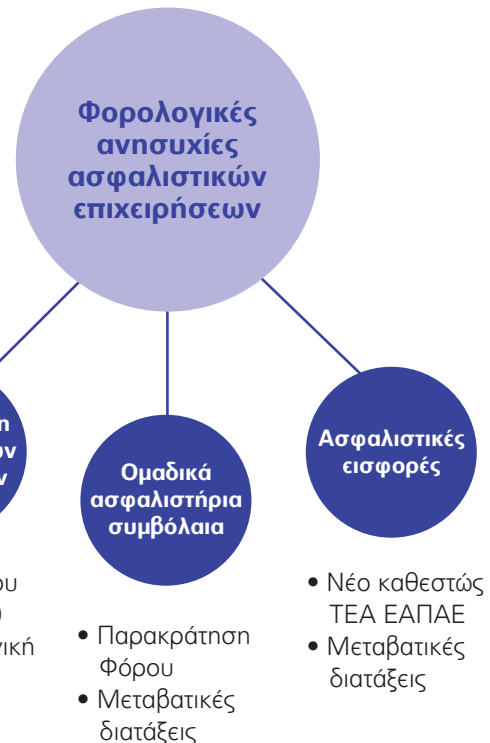 Φορολογικές
ανησυχίες
ασφαλιστικών
επιχειρήσεων
Ομαδικά
ασφαλιστήρια
συμβόλαια
• Παρακράτηση
Φόρου
• Μεταβατικές
διατάξεις
Ασφαλιστικές
εισφορές
• Νέο καθεστώς
ΤΕΑ ΕΑΠΑΕ
• Μεταβατικές
διατάξεις